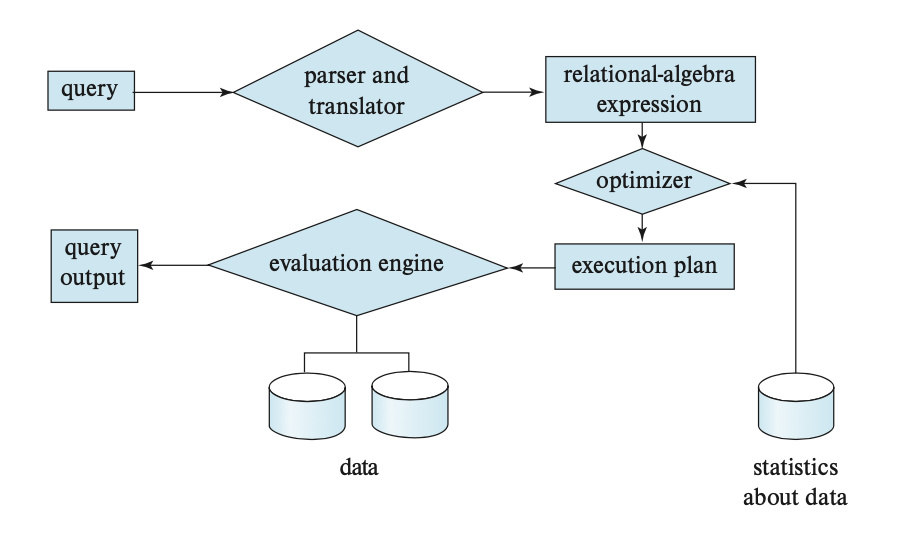 query
parser and
translator
relational-algebra
expression
optimizer
query
output
evaluation engine
execution plan
data
statistics
about data